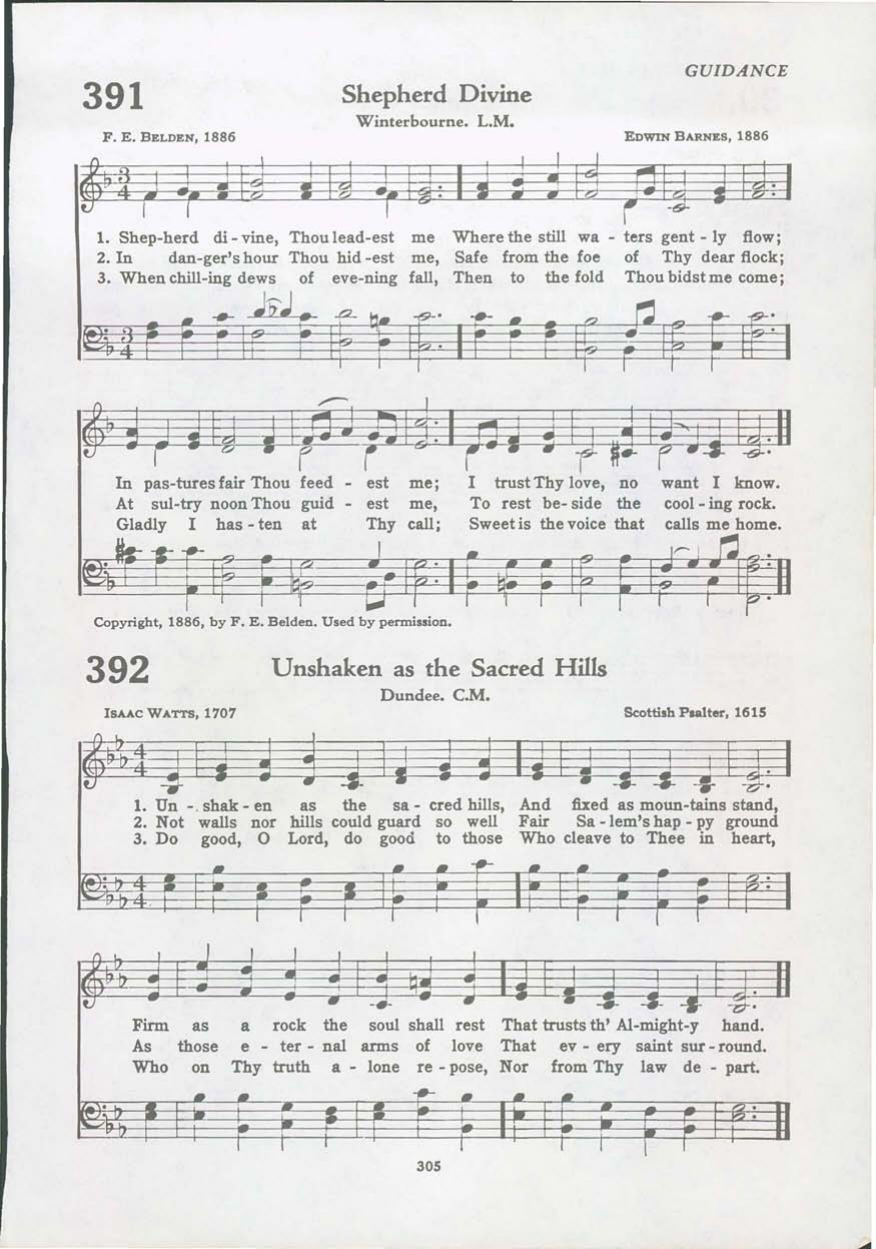 GUIDANCE
391 Shepherd Divine
Winterbourne. L.M.
F. E. BELDEN, 1886 EDWIN BARNES, 1886
3 4
1. Shep-herd di - vine, Thou lead-est me Where the still wa - ters gent - ly flow;
2. In dan-ger's hour Thou hid - est me, Safe from the foe of Thy dear flock;
3. When chill-ing dews of eve-ning fall, Then to the fold Thou bidst me come;
3 4
In pas-tures fair Thou feed - est me; I trust Thy love, no want I know.
At sul-try noon Thou guid - est me, To rest be- side the cool - ing rock.
Gladly I has - ten at Thy call; Sweet is the voice that calls me home.
Copyright, 1886, by F. E. Belden. Used by permission.
392 Unshaken as the Sacred Hills
Dundee. C.M.
ISAAC WATTS, 1707 Scottish Psalter, 1615
4 4
1. Un - shak - en as the sa - cred hills, And fixed as moun-tains stand,
2. Not walls nor hills could guard so well Fair Sa - lem's hap - py ground
3. Do good, O Lord, do good to those Who cleave to Thee in heart,
4 4
Firm as a rock the soul shall rest That trusts th' Al-might-y hand.
As those e - ter - nal arms of love That ev - ery saint sur - round.
Who on Thy truth a - lone re - pose, Nor from Thy law de - part.
305